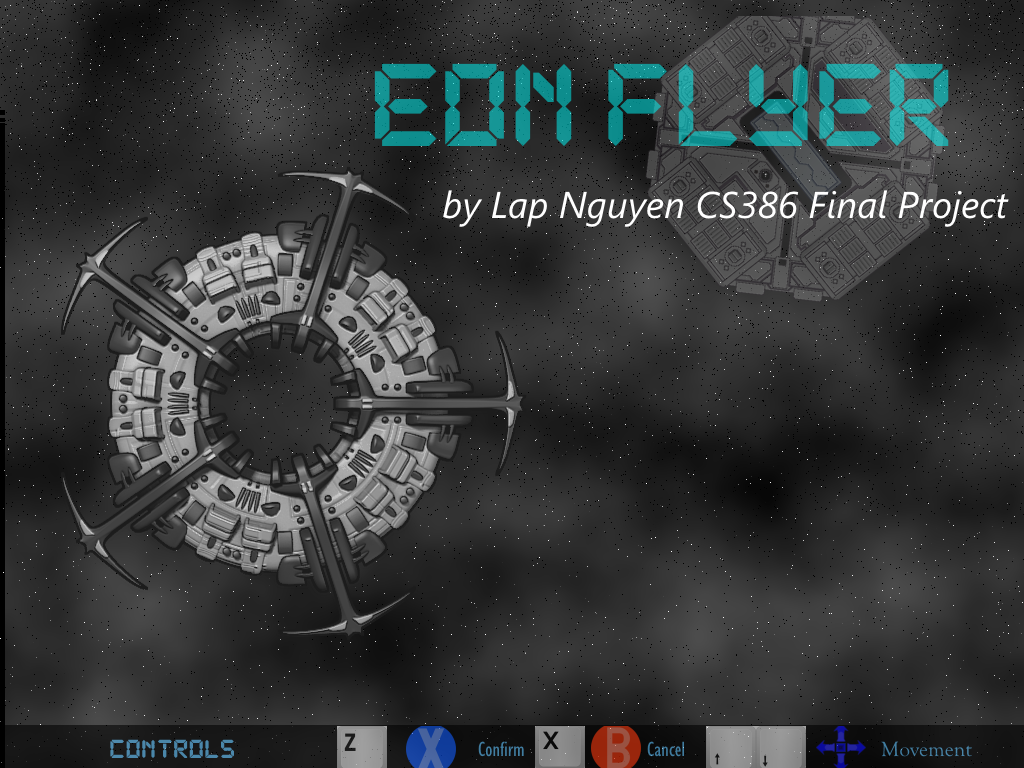 EON FLYER
by Lap Nguyen CS386 Final Project
CONTROLS Z X Confirm X B Cancel ↑ ↓ Movement